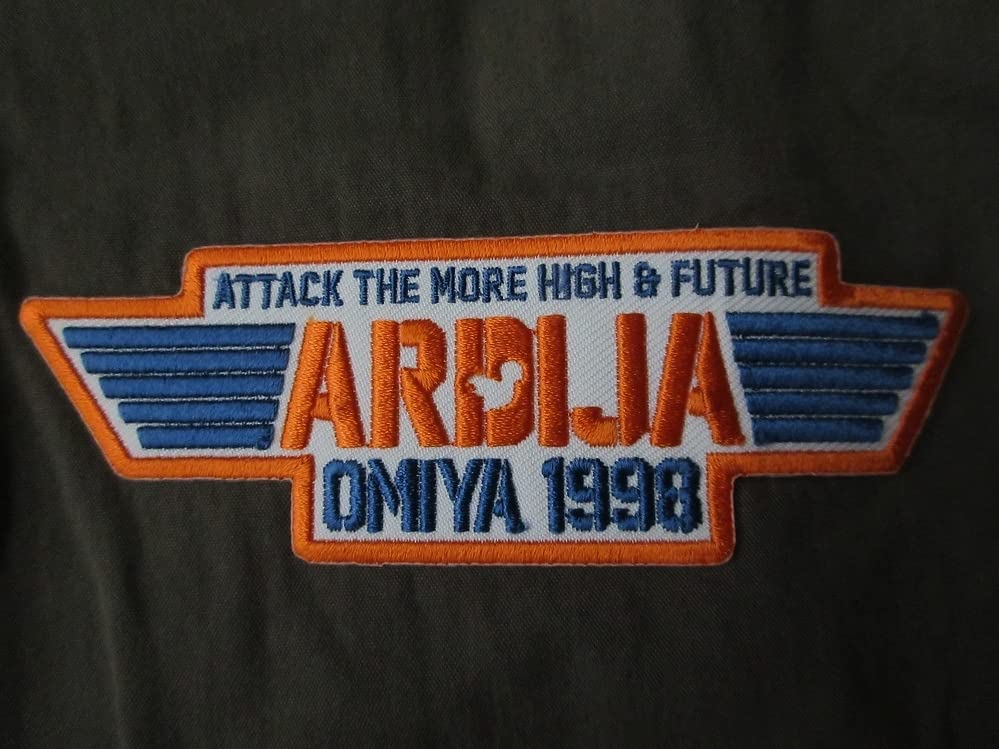 ATTACK THE MORE HIGH & FUTURE
ARDIJA
OMIYA 1998